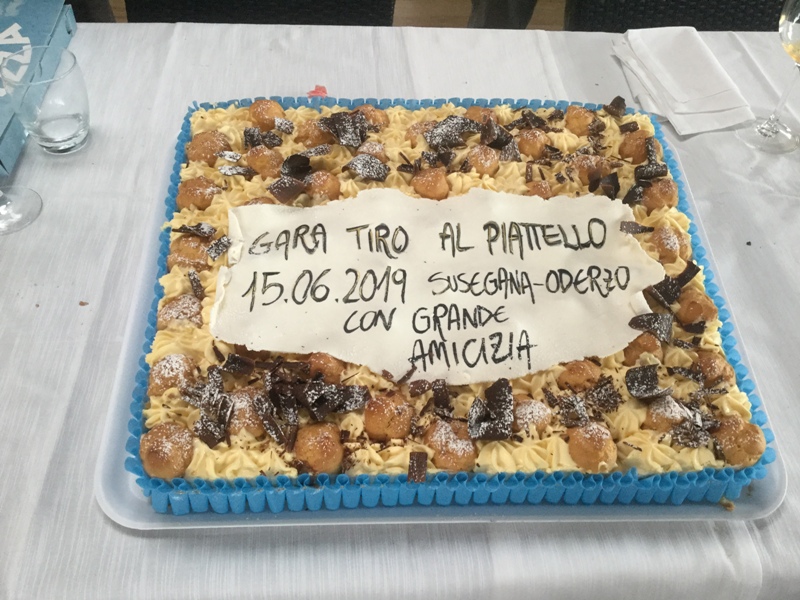 GARA TIRO AL PIATTELLO
15.06.2019 SUSEGANA-ODERZO
CON GRANDE
AMICIZIA